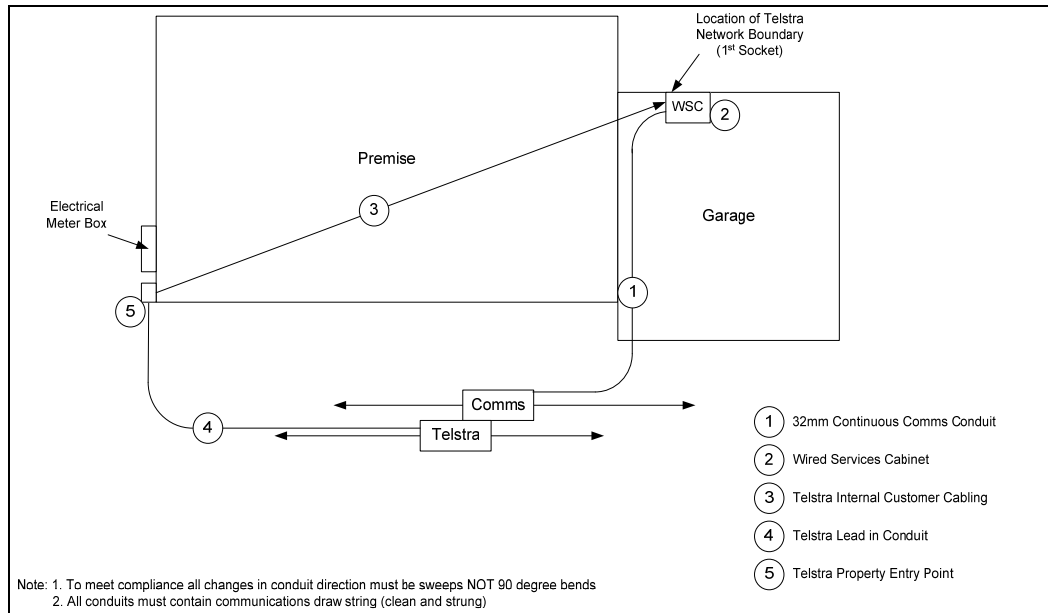 Location of Telstra
Network Boundary
(1st Socket)
WSC
2
Premise
Garage
3
Electrical
Meter Box
5
1
Comms
Telstra
4
1 32mm Continuous Comms Conduit
2 Wired Services Cabinet
3 Telstra Internal Customer Cabling
4 Telstra Lead in Conduit
5 Telstra Property Entry Point
Note: 1. To meet compliance all changes in conduit direction must be sweeps NOT 90 degree bends
2. All conduits must contain communications draw string (clean and strung)